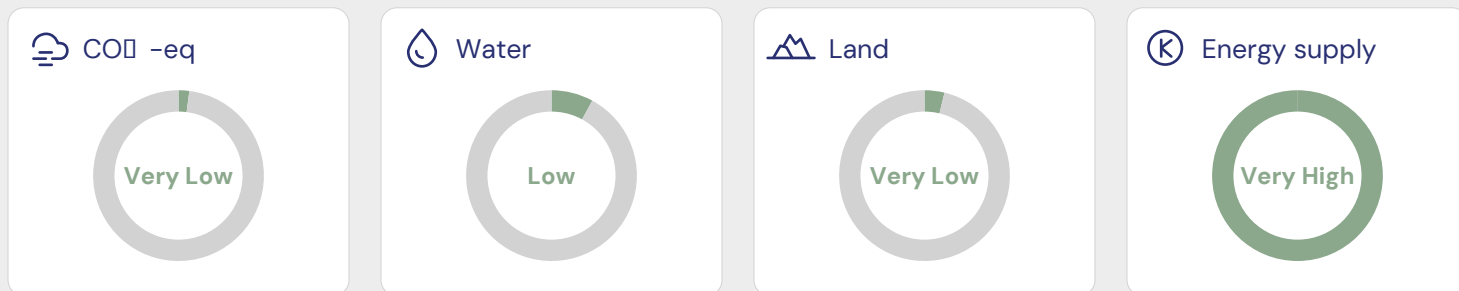 CO▯ -eq
Water
Land
Energy supply
Very Low
Low
Very Low
Very High